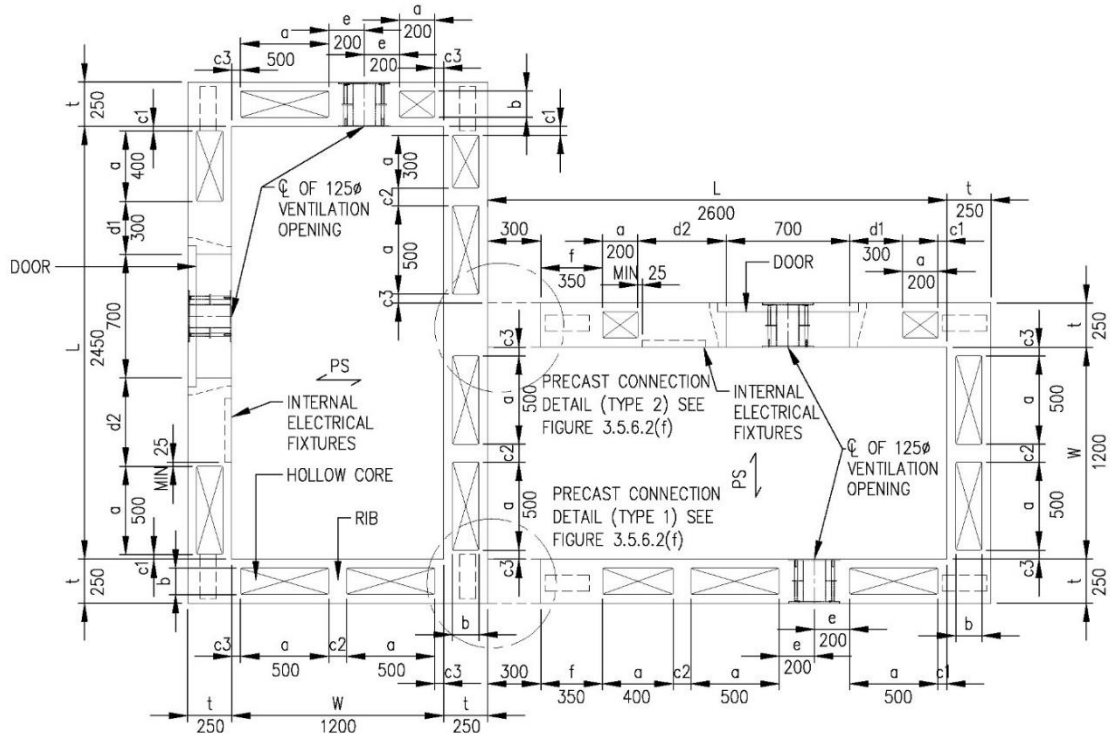 a
e
a
200
200
c3
500
e
200
c3
t
250
c1
b
c1
a
400
a
300
℄ OF 125ø
VENTILATION
OPENING
c2
L
2600
t
250
d1
300
a
500
300
a
200
d2
700
d1
300
c1
a
200
DOOR
f
350
MIN 25
DOOR
c3
L
2450
700
c3
t
250
c3
PS
a
500
PRECAST CONNECTION
DETAIL (TYPE 2) SEE
FIGURE 3.5.6.2(f)
INTERNAL
ELECTRICAL
FIXTURES
a
500
d2
INTERNAL
ELECTRICAL
FIXTURES
c2
℄ OF 125ø
VENTILATION
OPENING
c2
W
1200
MIN 25
HOLLOW CORE
PS
a
500
RIB
a
500
PRECAST CONNECTION
DETAIL (TYPE 1) SEE
FIGURE 3.5.6.2(f)
a
500
c1
c3
c3
t
250
b
t
250
b
e
200
b
c3
a
500
c2
a
500
c3
300
f
350
a
400
c2
a
500
e
200
a
500
c1
t
250
W
1200
t
250